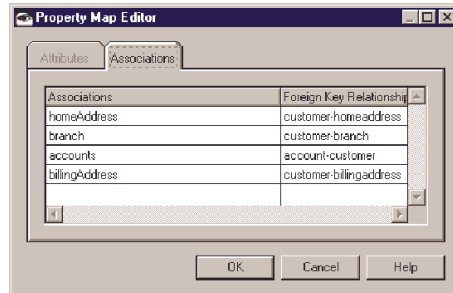 Property Map Editor
Attributes Associations
Associations Foreign Key Relationship
homeAddress customer-homeaddress
branch customer-branch
accounts account-customer
billingAddress customer-billingaddress
OK Cancel Help